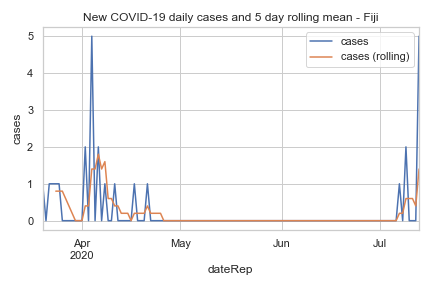 New COVID-19 daily cases and 5 day rolling mean - Fiji
cases
cases (rolling)
5
4
3
2
1
0
cases
Apr
2020
May
Jun
Jul
dateRep